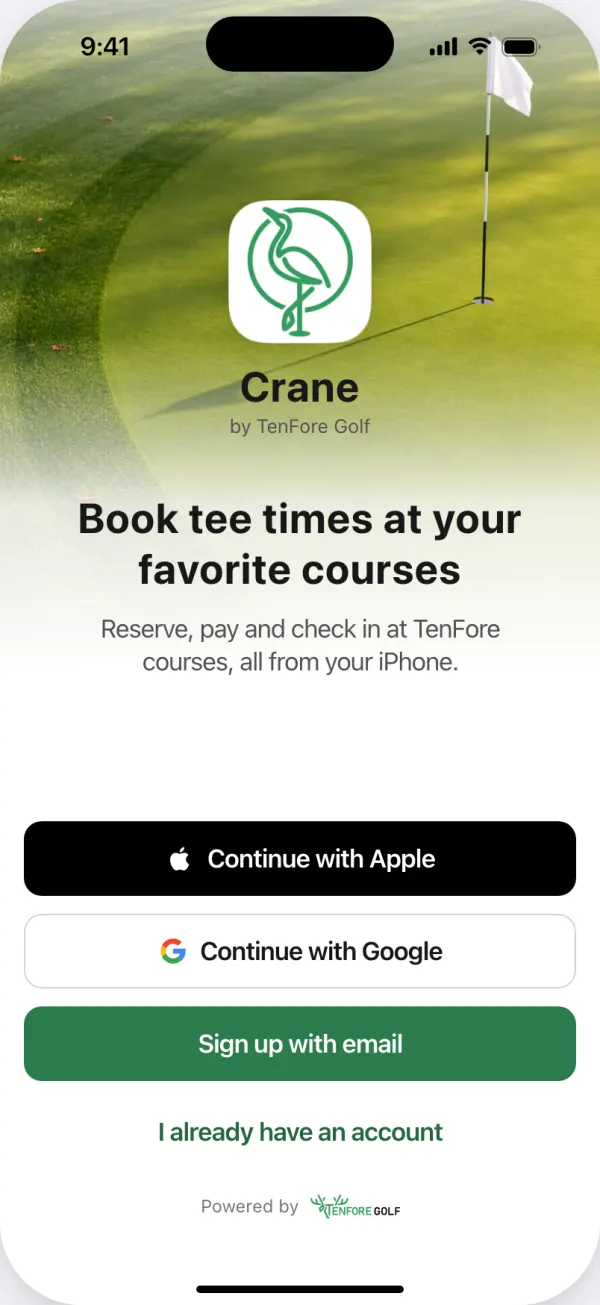 9:41
Crane
by TenFore Golf
Book tee times at your
favorite courses
Reserve, pay and check in at TenFore
courses, all from your iPhone.
Continue with Apple
Continue with Google
Sign up with email
I already have an account
Powered by TENFORE GOLF